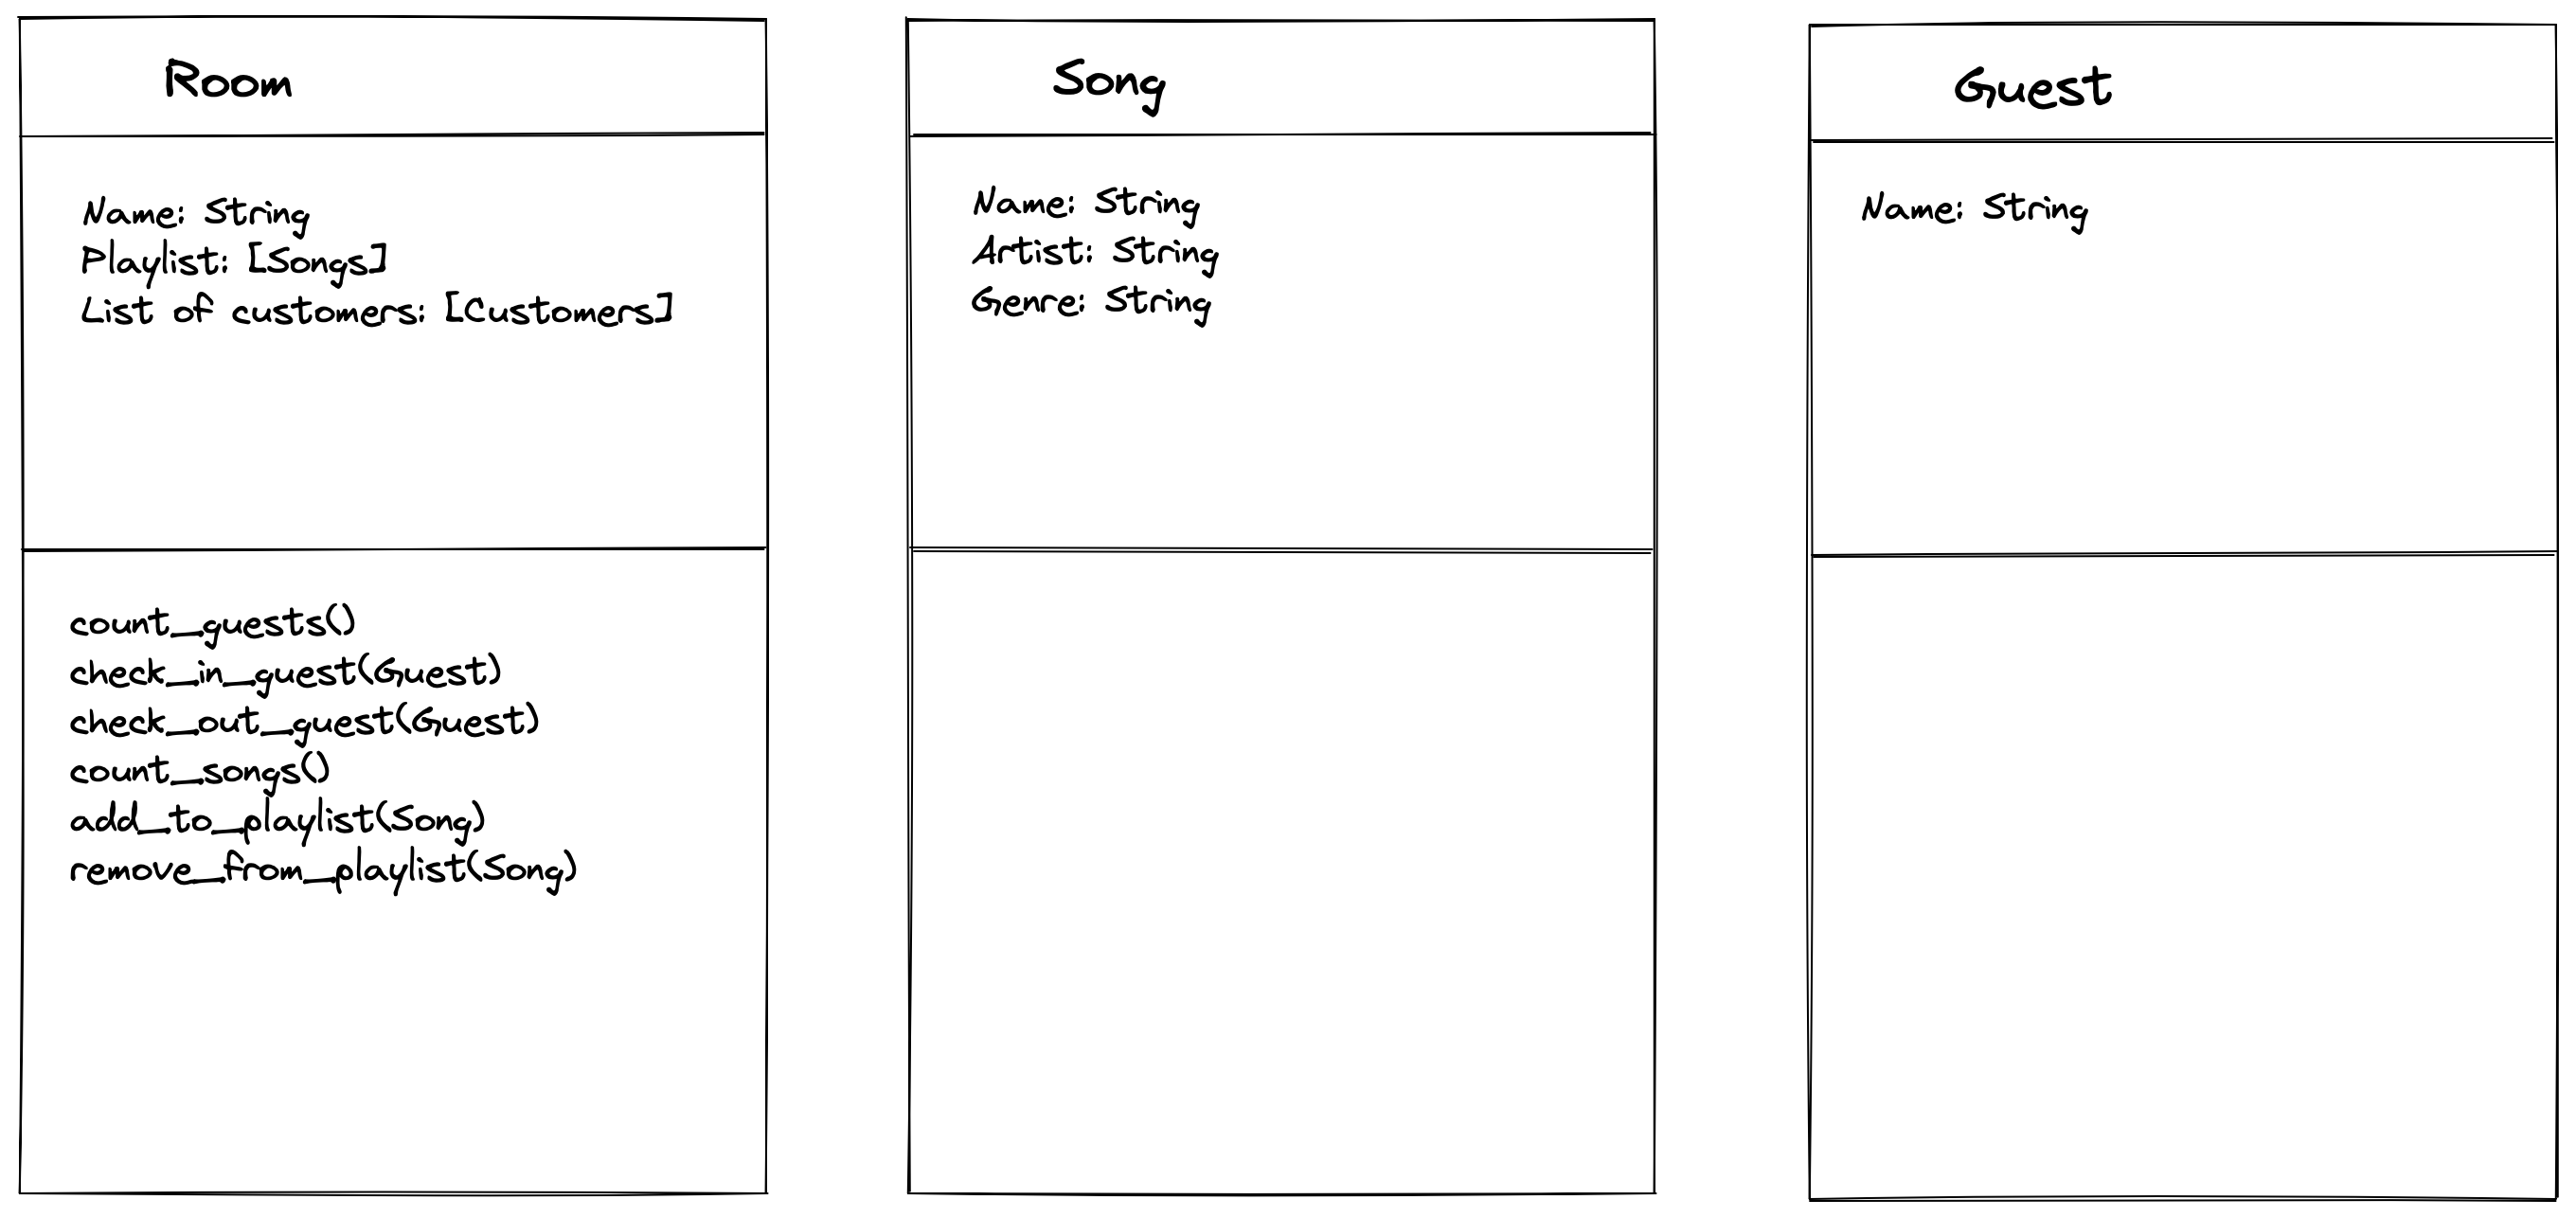 Room
Name: String
Playlist: [Songs]
List of customers: [Customers]
count_guests()
check_in_guest(Guest)
check_out_guest(Guest)
count_songs()
add_to_playlist(Song)
remove_from_playlist(Song)
Song
Name: String
Artist: String
Genre: String
Guest
Name: String